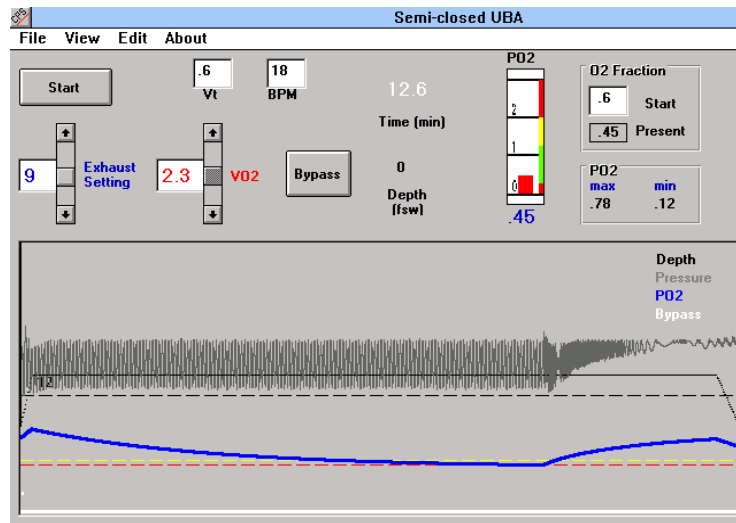 CPS
Semi-closed UBA
File View Edit About
Start
.6
Vt
18
BPM
12.6
Time (min)
PO2
2
1
0
.45
O2 Fraction
.6 Start
.45 Present
9
Exhaust
Setting
2.3
VO2
Bypass
0
Depth
(fsw)
PO2
max min
.78 .12
Depth
Pressure
PO2
Bypass
12